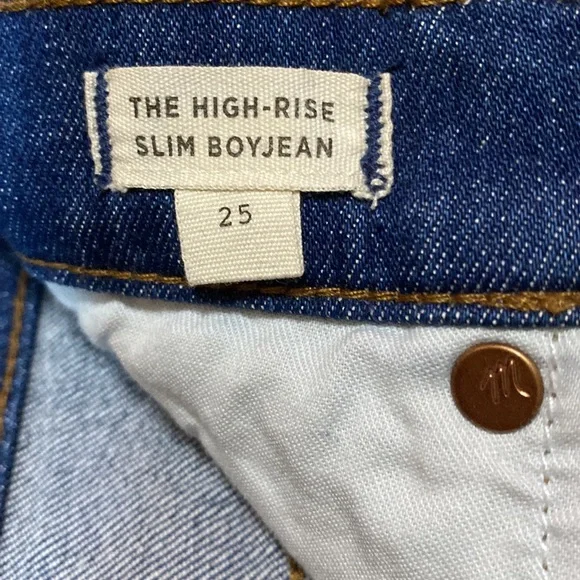 THE HIGH-RISE
SLIM BOYJEAN
25
m